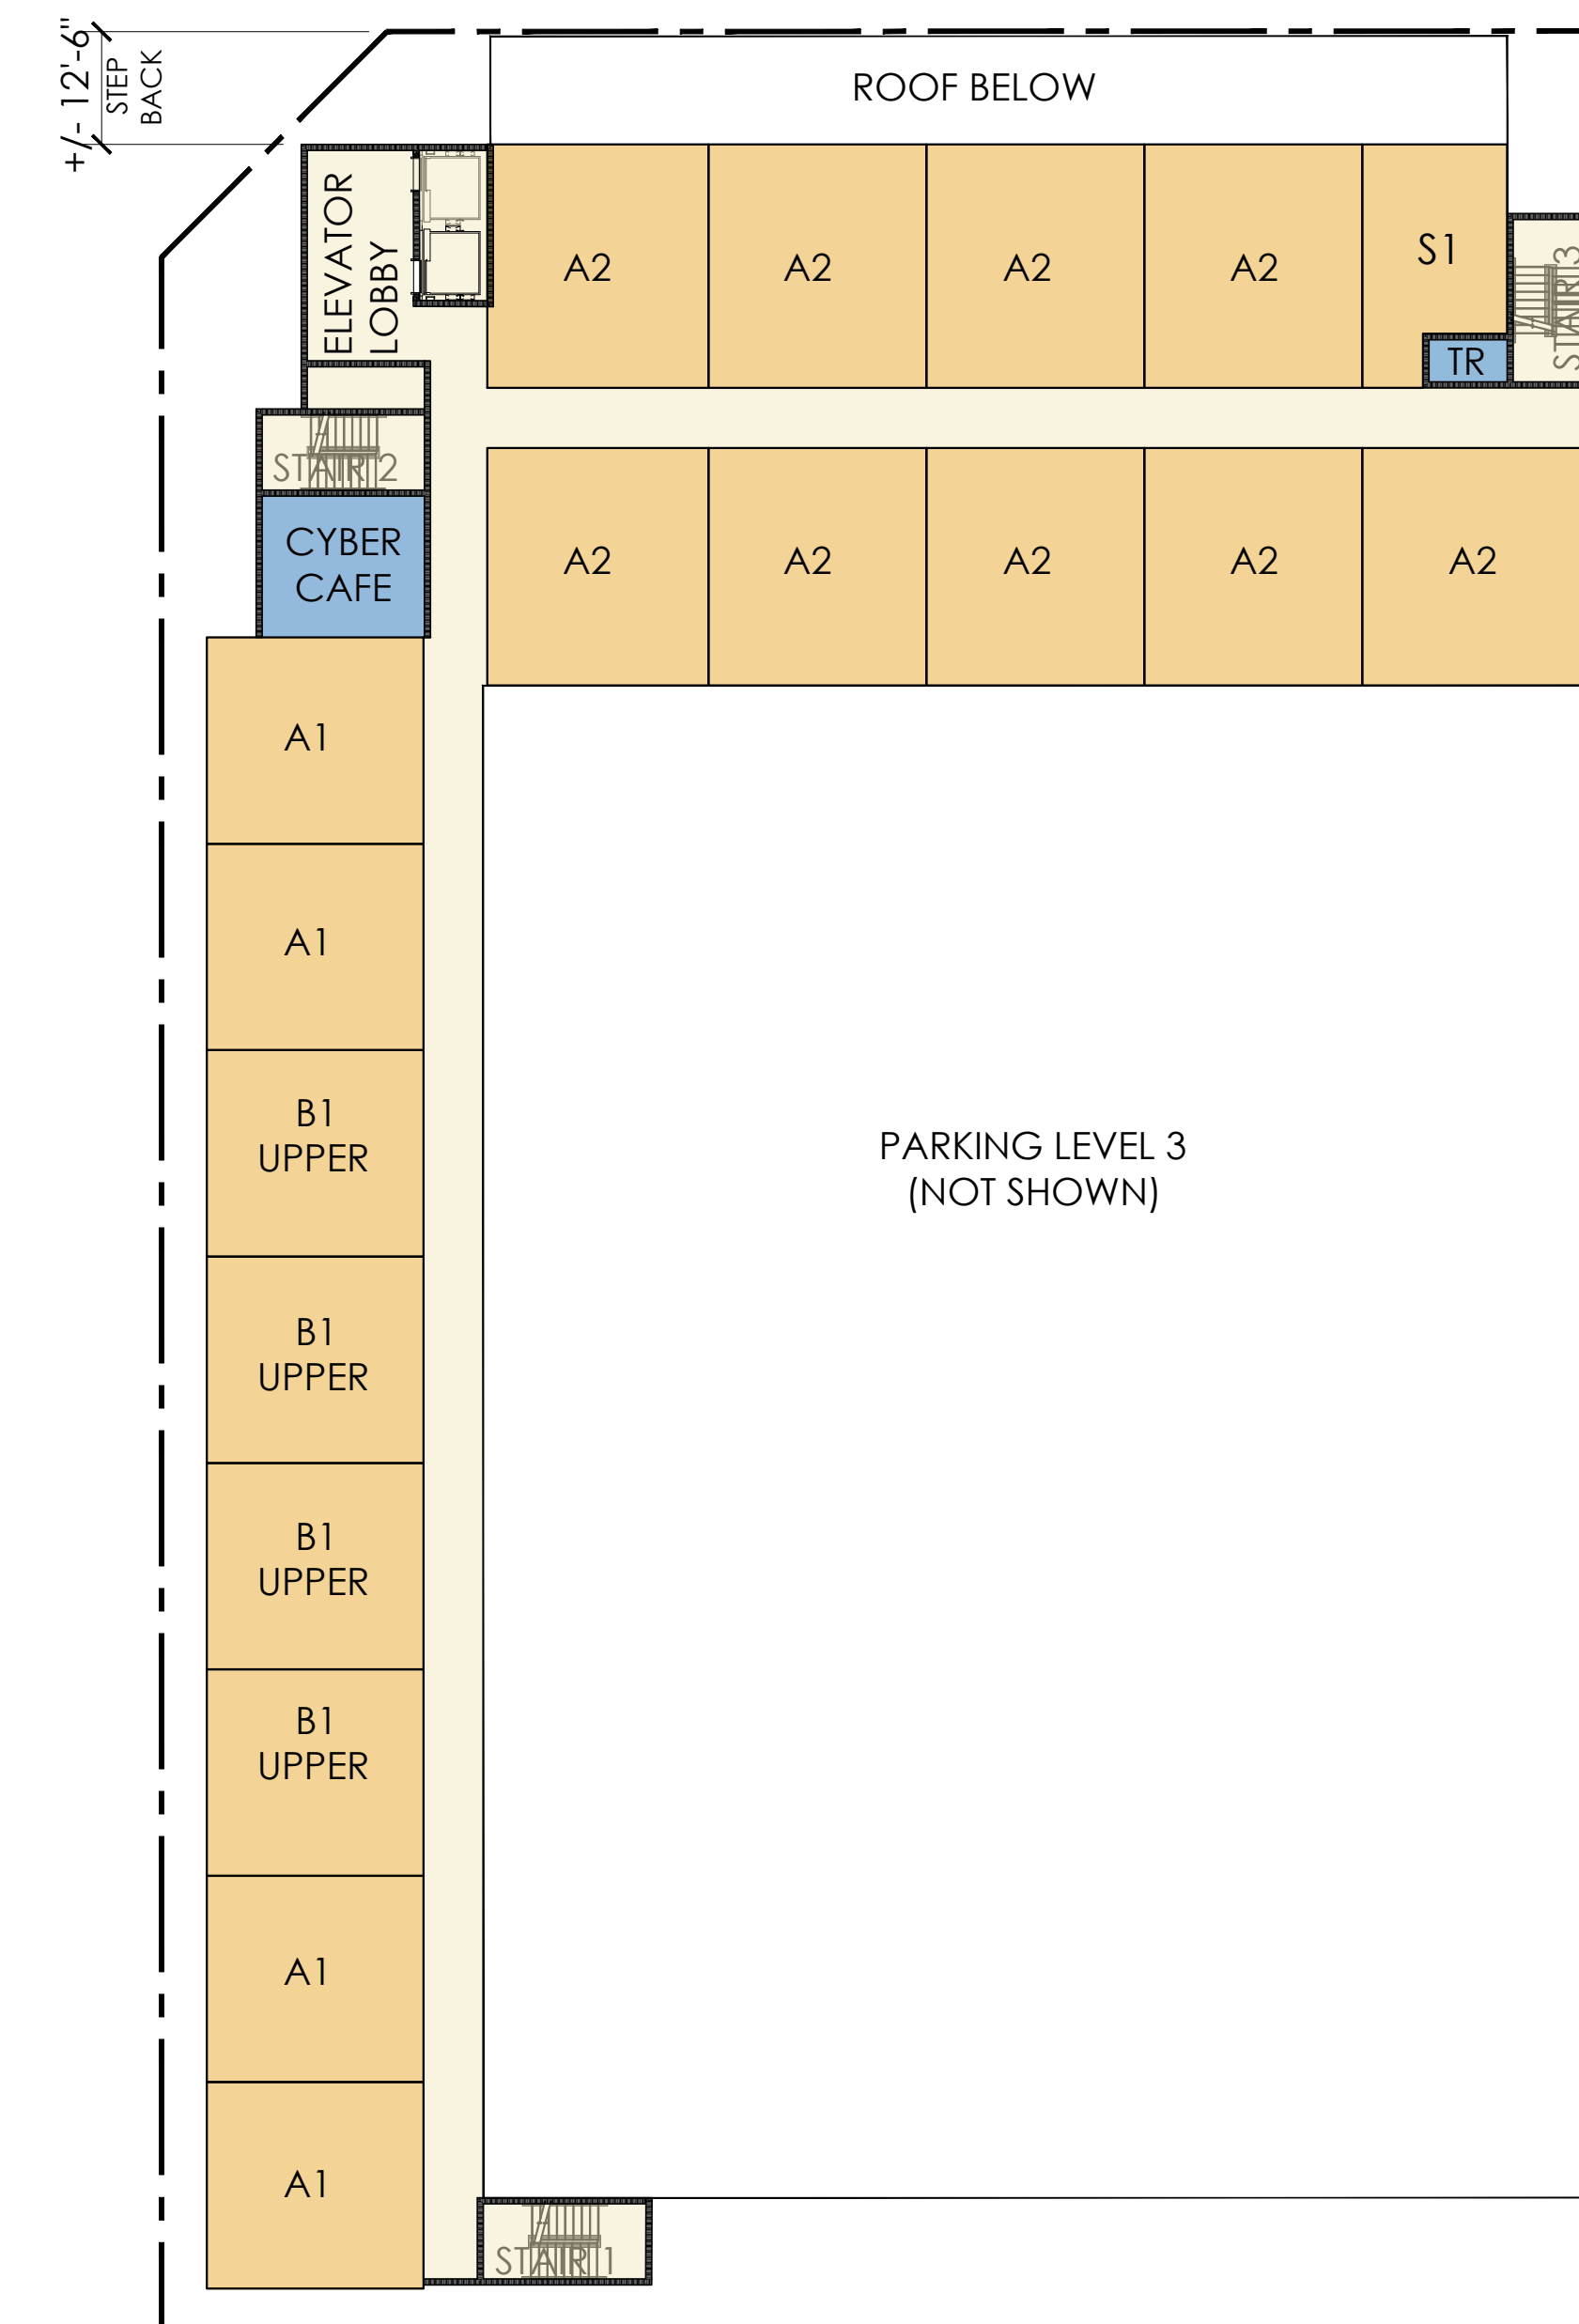 +/- 12'-6"
STEP
BACK
ROOF BELOW
ELEVATOR
LOBBY
A2
A2
A2
A2
S1
TR
STAIR 3
STAIR 2
CYBER
CAFE
A2
A2
A2
A2
A2
A1
A1
B1
UPPER
B1
UPPER
B1
UPPER
B1
UPPER
A1
A1
PARKING LEVEL 3
(NOT SHOWN)
STAIR 1